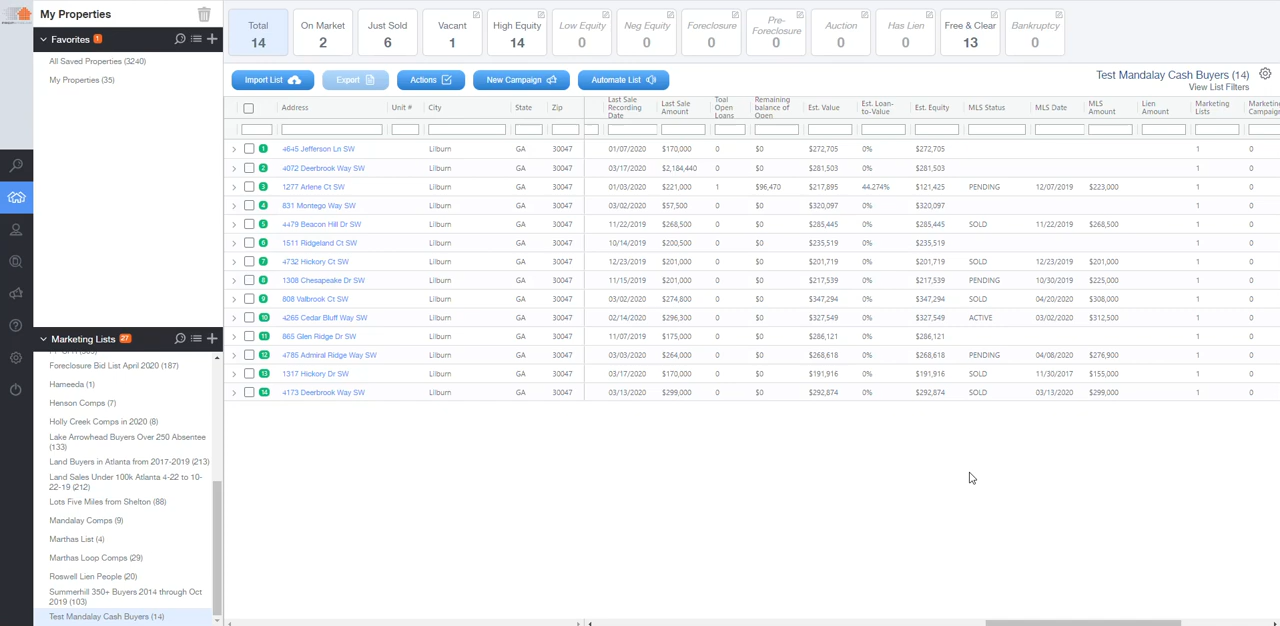 My Properties
Favorites 1
All Saved Properties (3240)
My Properties (35)
Marketing Lists 27
Foreclosure Bid List April 2020 (187)
Hameeda (1)
Henson Comps (7)
Holly Creek Comps in 2020 (8)
Lake Arrowhead Buyers Over 250 Absentee
(133)
Land Buyers in Atlanta from 2017-2019 (213)
Land Sales Under 100k Atlanta 4-22 to 10-
22-19 (212)
Lots Five Miles from Shelton (88)
Mandalay Comps (9)
Marthas List (4)
Marthas Loop Comps (29)
Roswell Lien People (20)
Summerhill 350+ Buyers 2014 through Oct
2019 (103)
Test Mandalay Cash Buyers (14)
Total 14
On Market 2
Just Sold 6
Vacant 1
High Equity 14
Low Equity 0
Neg Equity 0
Foreclosure 0
Pre-Foreclosure 0
Auction 0
Has Lien 0
Free & Clear 13
Bankruptcy 0
Import List Export Actions New Campaign Automate List
Test Mandalay Cash Buyers (14)
View List Filters
Address Unit # City State Zip Last Sale Recording Date Last Sale Amount Toal Open Loans Remaining balance of Open Est. Value Est. Loan-to-Value Est. Equity MLS Status MLS Date MLS Amount Lien Amount Marketing Lists Marketing Campaign
1 4645 Jefferson Ln SW Lilburn GA 30047 01/07/2020 $170,000 0 $0 $272,705 0% $272,705 1 0
2 4072 Deerbrook Way SW Lilburn GA 30047 03/17/2020 $2,184,440 0 $0 $281,503 0% $281,503 1 0
3 1277 Arlene Ct SW Lilburn GA 30047 01/03/2020 $221,000 1 $96,470 $217,895 44.274% $121,425 PENDING 12/07/2019 $223,000 1 0
4 831 Montego Way SW Lilburn GA 30047 03/02/2020 $57,500 0 $0 $320,097 0% $320,097 1 0
5 4479 Beacon Hill Dr SW Lilburn GA 30047 11/22/2019 $268,500 0 $0 $285,445 0% $285,445 SOLD 11/22/2019 $268,500 1 0
6 1511 Ridgeland Ct SW Lilburn GA 30047 10/14/2019 $200,500 0 $0 $235,519 0% $235,519 1 0
7 4732 Hickory Ct SW Lilburn GA 30047 12/23/2019 $201,000 0 $0 $201,719 0% $201,719 SOLD 12/23/2019 $201,000 1 0
8 1308 Chesapeake Dr SW Lilburn GA 30047 11/15/2019 $201,000 0 $0 $217,539 0% $217,539 PENDING 10/30/2019 $225,000 1 0
9 808 Valbrook Ct SW Lilburn GA 30047 03/02/2020 $274,800 0 $0 $347,294 0% $347,294 SOLD 04/20/2020 $308,000 1 0
10 4265 Cedar Bluff Way SW Lilburn GA 30047 02/14/2020 $296,300 0 $0 $327,549 0% $327,549 ACTIVE 03/02/2020 $312,500 1 0
11 865 Glen Ridge Dr SW Lilburn GA 30047 11/07/2019 $175,000 0 $0 $286,121 0% $286,121 1 0
12 4785 Admiral Ridge Way SW Lilburn GA 30047 03/03/2020 $264,000 0 $0 $268,618 0% $268,618 PENDING 04/08/2020 $276,900 1 0
13 1317 Hickory Dr SW Lilburn GA 30047 03/17/2020 $170,000 0 $0 $191,916 0% $191,916 SOLD 11/30/2017 $155,000 1 0
14 4173 Deerbrook Way SW Lilburn GA 30047 03/13/2020 $299,000 0 $0 $292,874 0% $292,874 SOLD 03/13/2020 $299,000 1 0